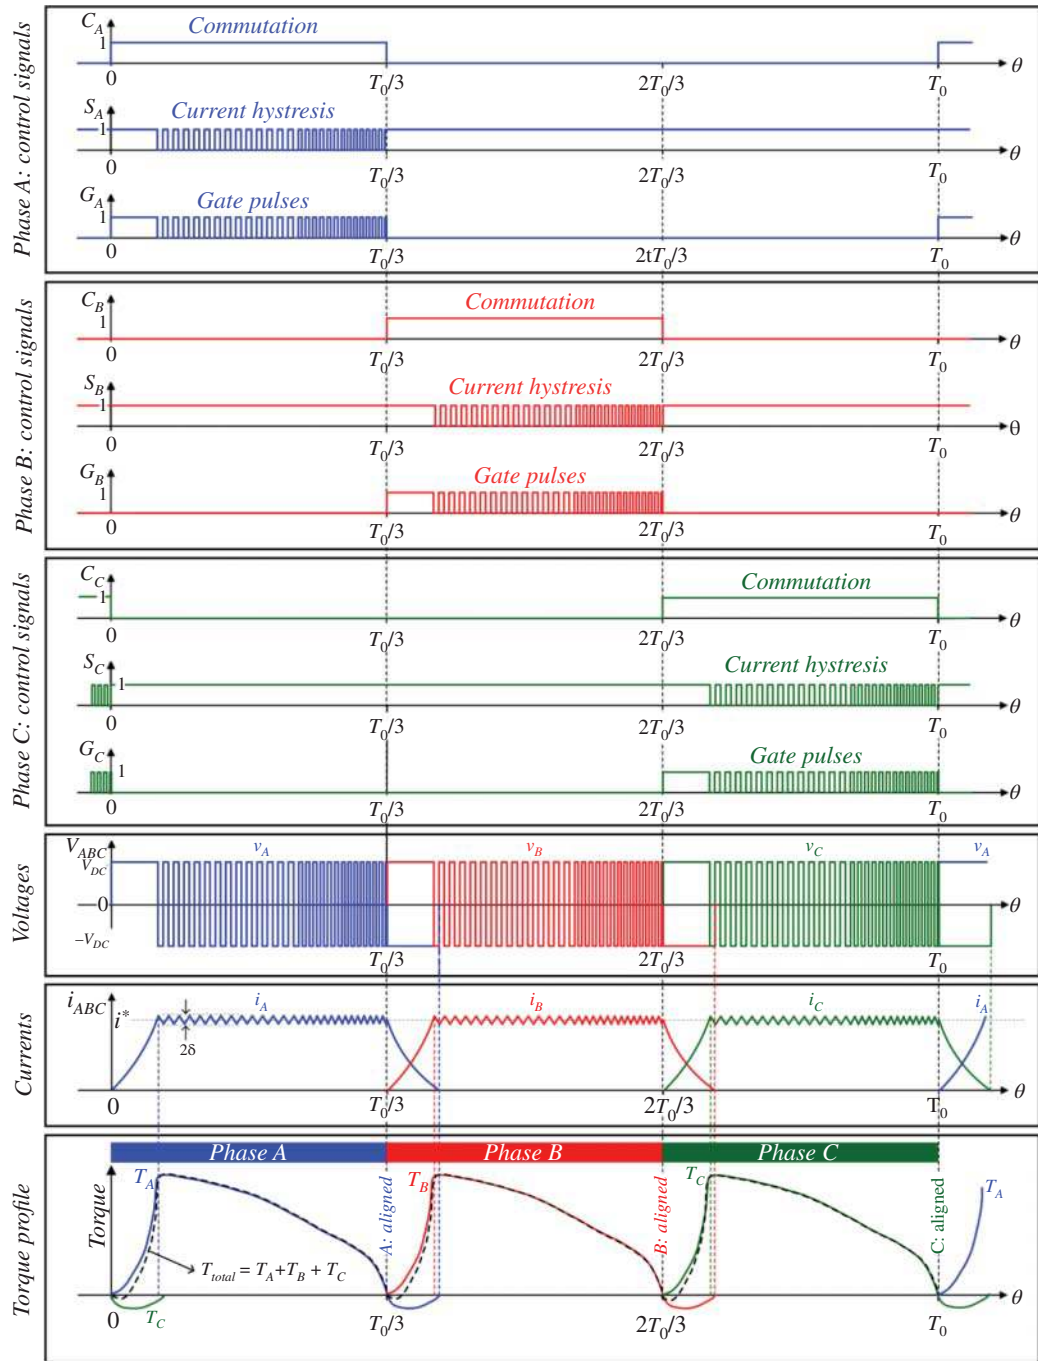 Phase A: control signals
C_A
Commutation
1
0 T_0/3 2T_0/3 T_0 θ
S_A
Current hystresis
1
0 T_0/3 2T_0/3 T_0 θ
G_A
Gate pulses
1
0 T_0/3 2tT_0/3 T_0 θ
Phase B: control signals
C_B
Commutation
1
0 T_0/3 2T_0/3 T_0 θ
S_B
Current hystresis
1
0 T_0/3 2T_0/3 T_0 θ
G_B
Gate pulses
1
0 T_0/3 2T_0/3 T_0 θ
Phase C: control signals
C_C
Commutation
1
0 T_0/3 2T_0/3 T_0 θ
S_C
Current hystresis
1
0 T_0/3 2T_0/3 T_0 θ
G_C
Gate pulses
1
0 T_0/3 2T_0/3 T_0 θ
Voltages
V_ABC
V_DC
v_A v_B v_C v_A
0 θ
−V_DC
T_0/3 2T_0/3 T_0
Currents
i_ABC
i*
i_A i_B i_C i_A
2δ
0 T_0/3 2T_0/3 T_0 θ
Torque profile
Phase A Phase B Phase C
Torque
T_A T_B T_C T_A
A: aligned
B: aligned
C: aligned
T_total = T_A+T_B + T_C
T_C
0 T_0/3 2T_0/3 T_0 θ